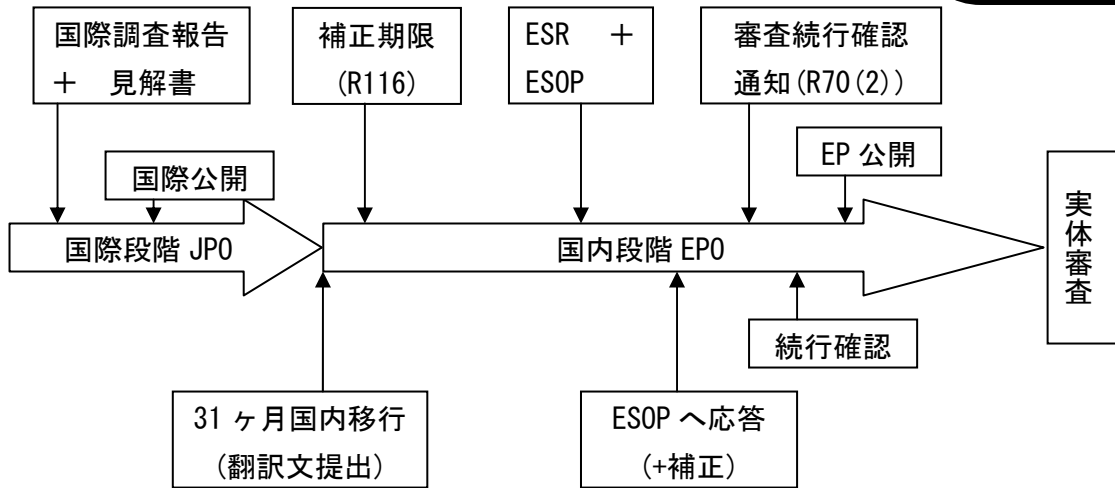 国際調査報告
＋　見解書
補正期限
(R116)
ESR　＋
ESOP
審査続行確認
通知(R70(2))
国際公開
EP 公開
国際段階 JPO
国内段階 EPO
実体審査
続行確認
31 ヶ月国内移行
(翻訳文提出)
ESOP へ応答
(+補正)